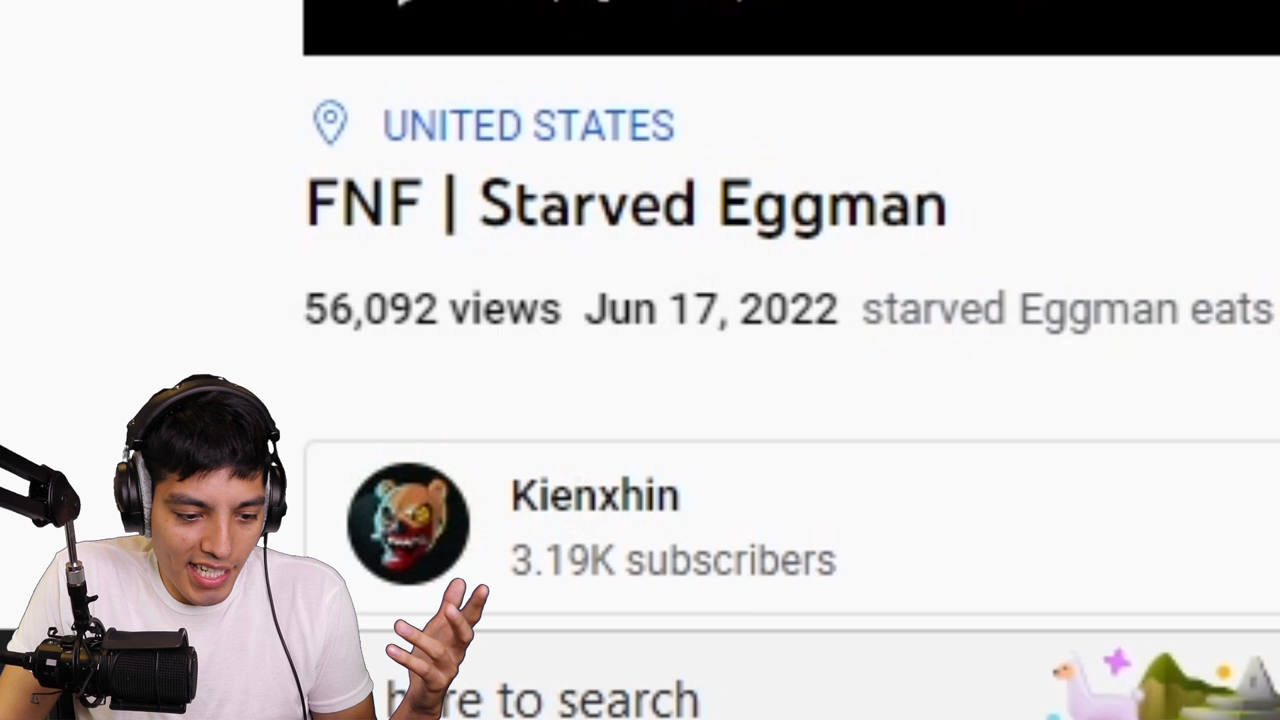 UNITED STATES
FNF | Starved Eggman
56,092 views Jun 17, 2022 starved Eggman eats
Kienxhin
3.19K subscribers
to search